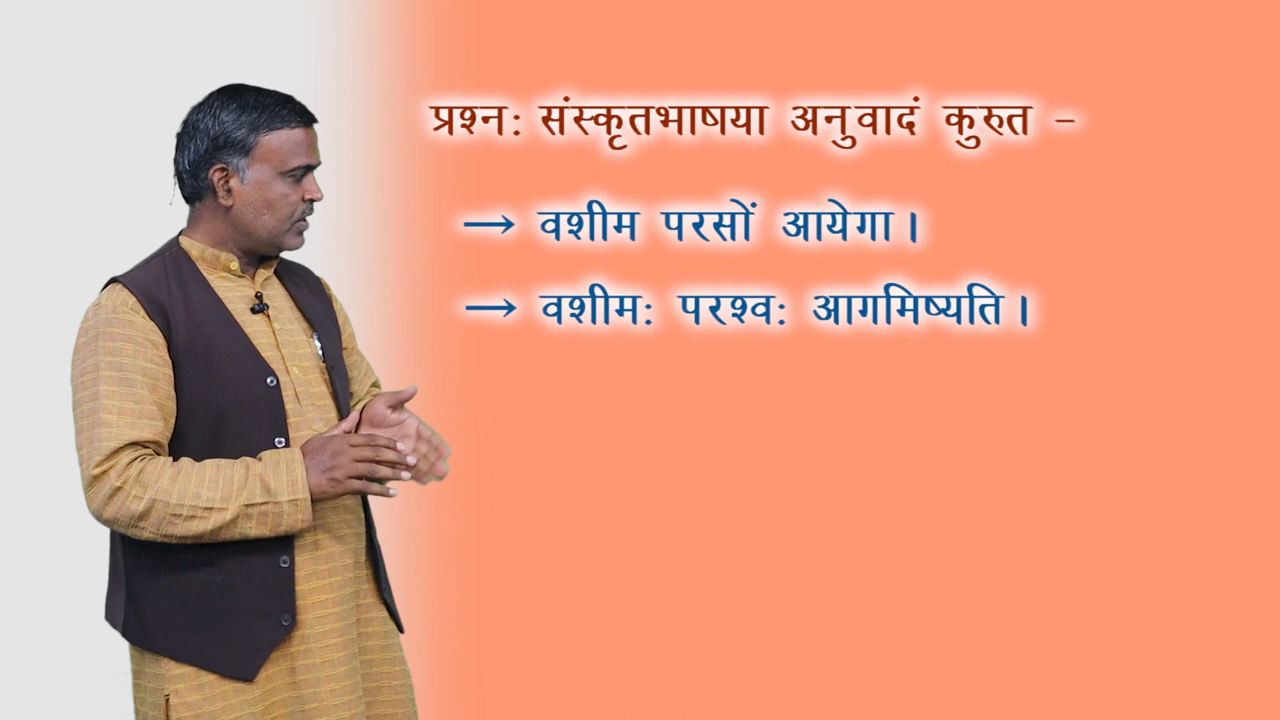 प्रश्न: संस्कृतभाषया अनुवादं कुरुत -
→ वशीम परसों आयेगा।
→ वशीम: परश्व: आगमिष्यति।